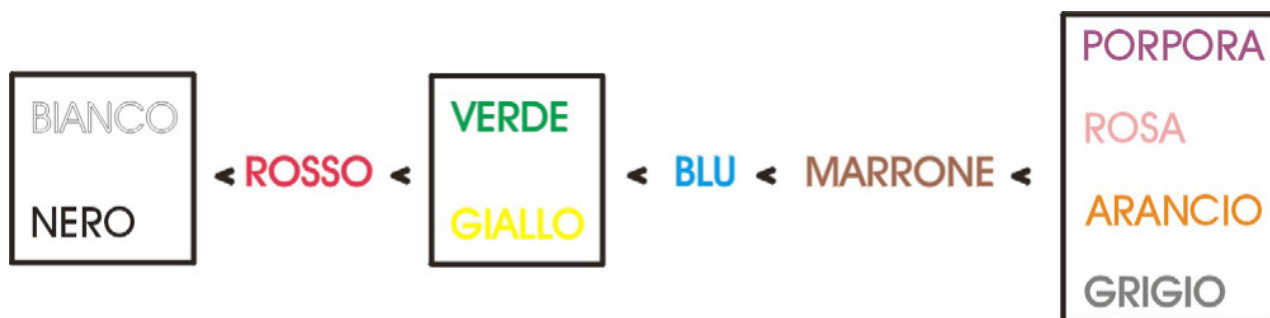 BIANCO
NERO
< ROSSO <
VERDE
GIALLO
< BLU < MARRONE <
PORPORA
ROSA
ARANCIO
GRIGIO